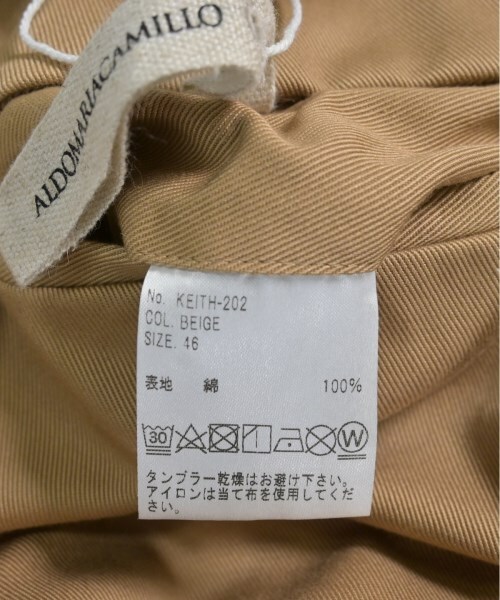 ALDOMARIACAMILLO
No. KEITH-202
COL. BEIGE
SIZE. 46
表地 綿 100%
30 W
タンブラー乾燥はお避け下さい。
アイロンは当て布を使用してくだ
さい。